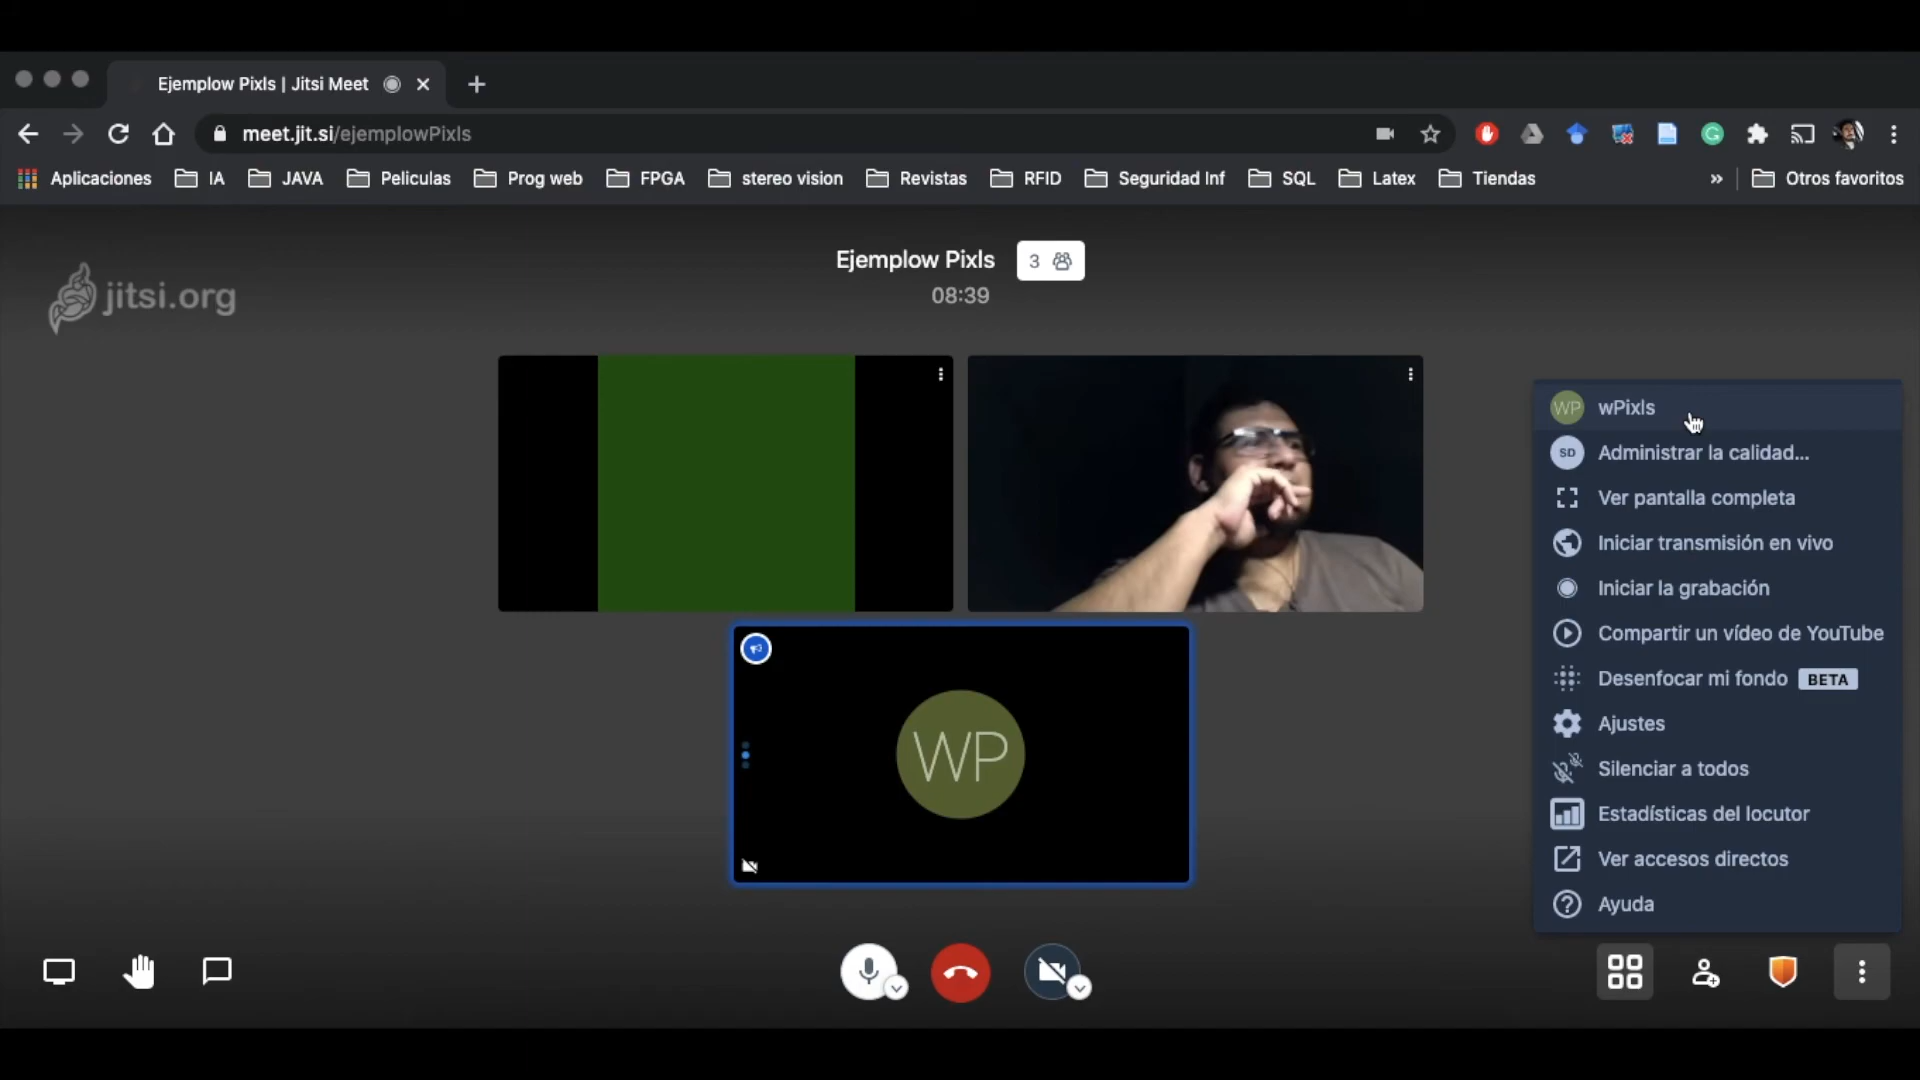 Ejemplow Pixls | Jitsi Meet
meet.jit.si/ejemplowPixls
Aplicaciones IA JAVA Peliculas Prog web FPGA stereo vision Revistas RFID Seguridad Inf SQL Latex Tiendas » Otros favoritos
jitsi.org
Ejemplow Pixls 3
08:39
WP wPixls
SD Administrar la calidad...
Ver pantalla completa
Iniciar transmisión en vivo
Iniciar la grabación
Compartir un vídeo de YouTube
Desenfocar mi fondo BETA
Ajustes
Silenciar a todos
Estadísticas del locutor
Ver accesos directos
Ayuda
WP